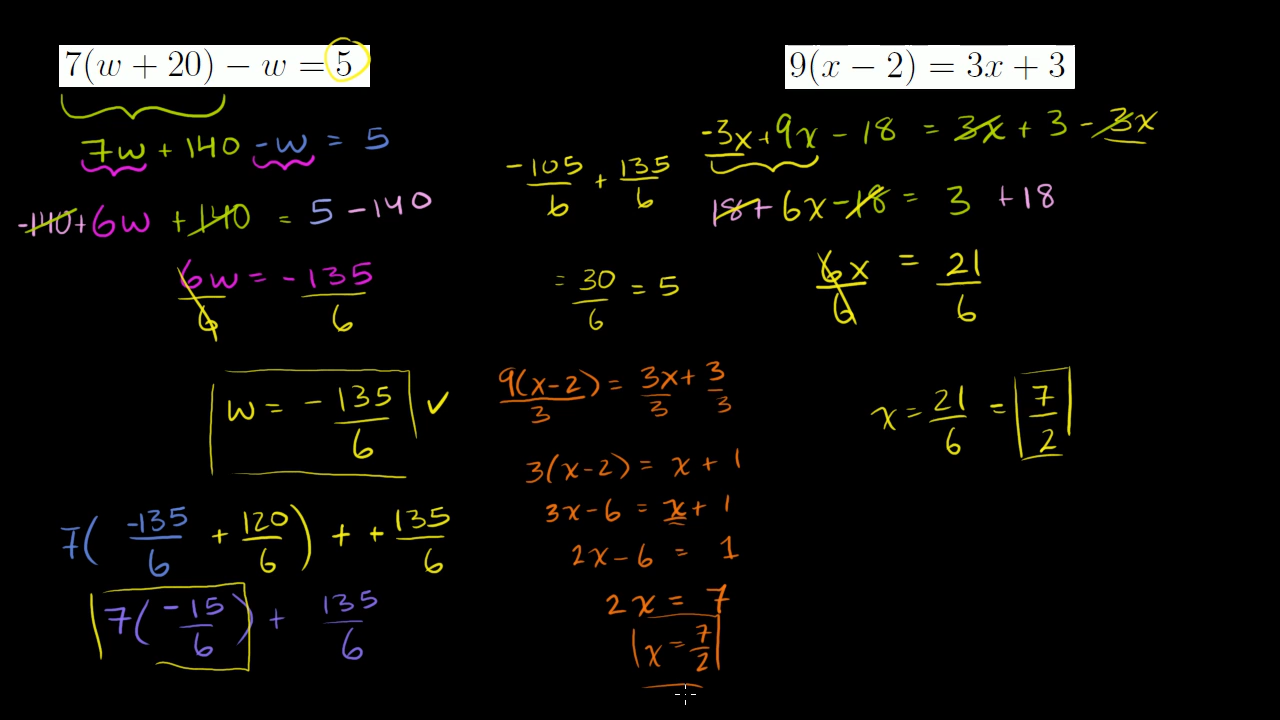 7(w + 20) − w = 5
7w + 140 - w = 5
-140 + 6w + 140 = 5 - 140
6w/6 = -135/6
w = - 135/6 ✓
7( -135/6 + 120/6 ) + + 135/6
7( -15/6 ) + 135/6
-105/6 + 135/6
= 30/6 = 5
9(x-2)/3 = 3x/3 + 3/3
3(x-2) = x + 1
3x - 6 = x + 1
2x - 6 = 1
2x = 7
x = 7/2
9(x − 2) = 3x + 3
-3x + 9x - 18 = 3x + 3 - 3x
18 + 6x - 18 = 3 + 18
6x/6 = 21/6
x = 21/6 = 7/2